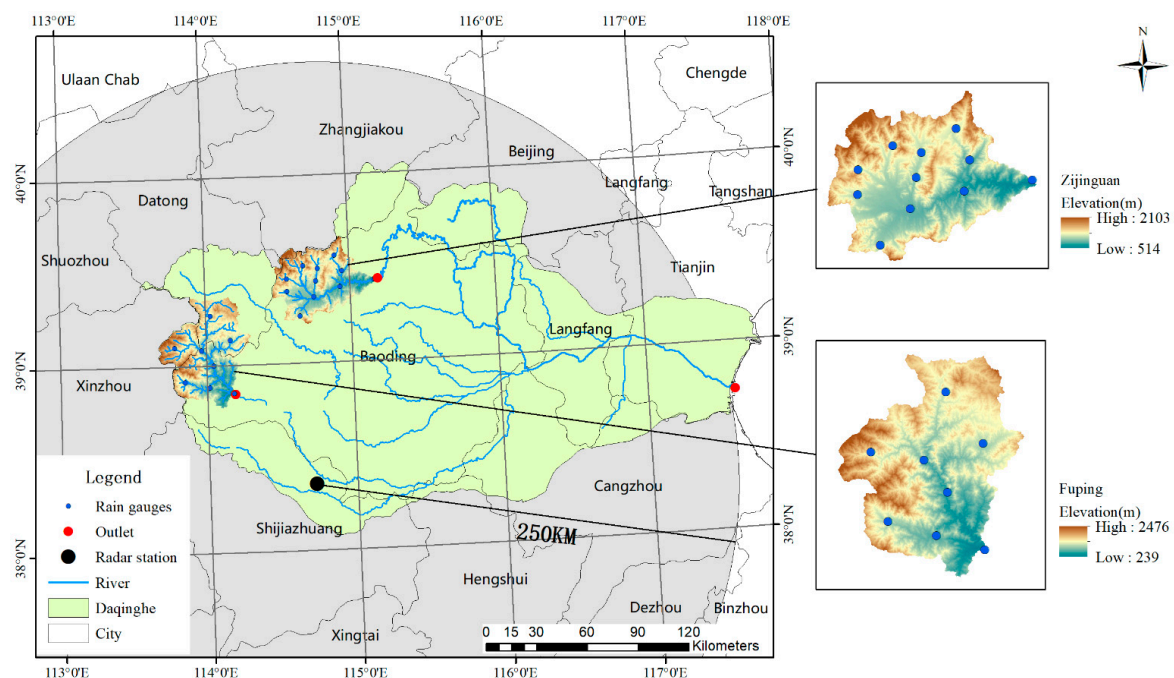 113°0'E 114°0'E 115°0'E 116°0'E 117°0'E 118°0'E
N
Ulaan Chab
Chengde
Zhangjiakou
Beijing
40°0'N
Langfang
40°0'N
Tangshan
Datong
Zijinguan
Elevation(m)
High : 2103
Low : 514
Shuozhou
Tianjin
Langfang
39°0'N
Baoding
39°0'N
Xinzhou
Legend
Rain gauges
Outlet
Radar station
River
Daqinghe
City
Cangzhou
Shijiazhuang
250KM
38°0'N
38°0'N
Fuping
Elevation(m)
High : 2476
Low : 239
Hengshui
Dezhou
Binzhou
Xingtai
0 15 30 60 90 120
Kilometers
113°0'E 114°0'E 115°0'E 116°0'E 117°0'E